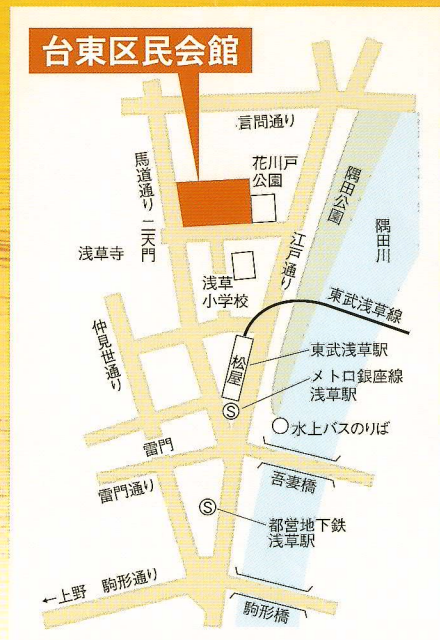 台東区民会館
言問通り
馬道通り
二天門
花川戸
公園
隅田公園
隅田川
浅草寺
江戸通り
浅草
小学校
東武浅草線
仲見世通り
松屋
東武浅草駅
メトロ銀座線
浅草駅
Ⓢ
水上バスのりば
雷門
吾妻橋
雷門通り
Ⓢ
都営地下鉄
浅草駅
←上野 駒形通り
駒形橋